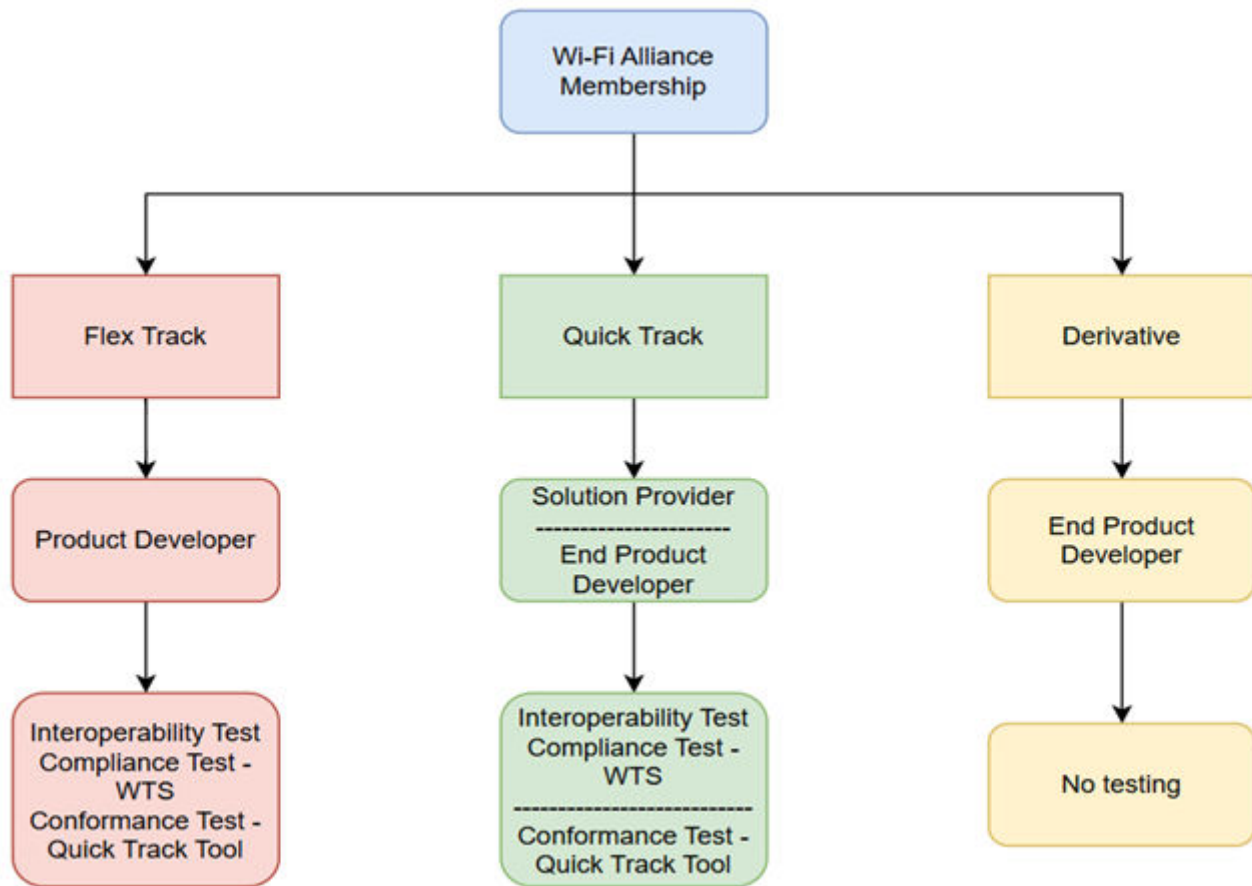 Wi-Fi Alliance
Membership
Flex Track
Quick Track
Derivative
Product Developer
Solution Provider
-----------------------
End Product
Developer
End Product
Developer
Interoperability Test
Compliance Test -
WTS
Conformance Test -
Quick Track Tool
Interoperability Test
Compliance Test -
WTS
---------------------------
Conformance Test -
Quick Track Tool
No testing